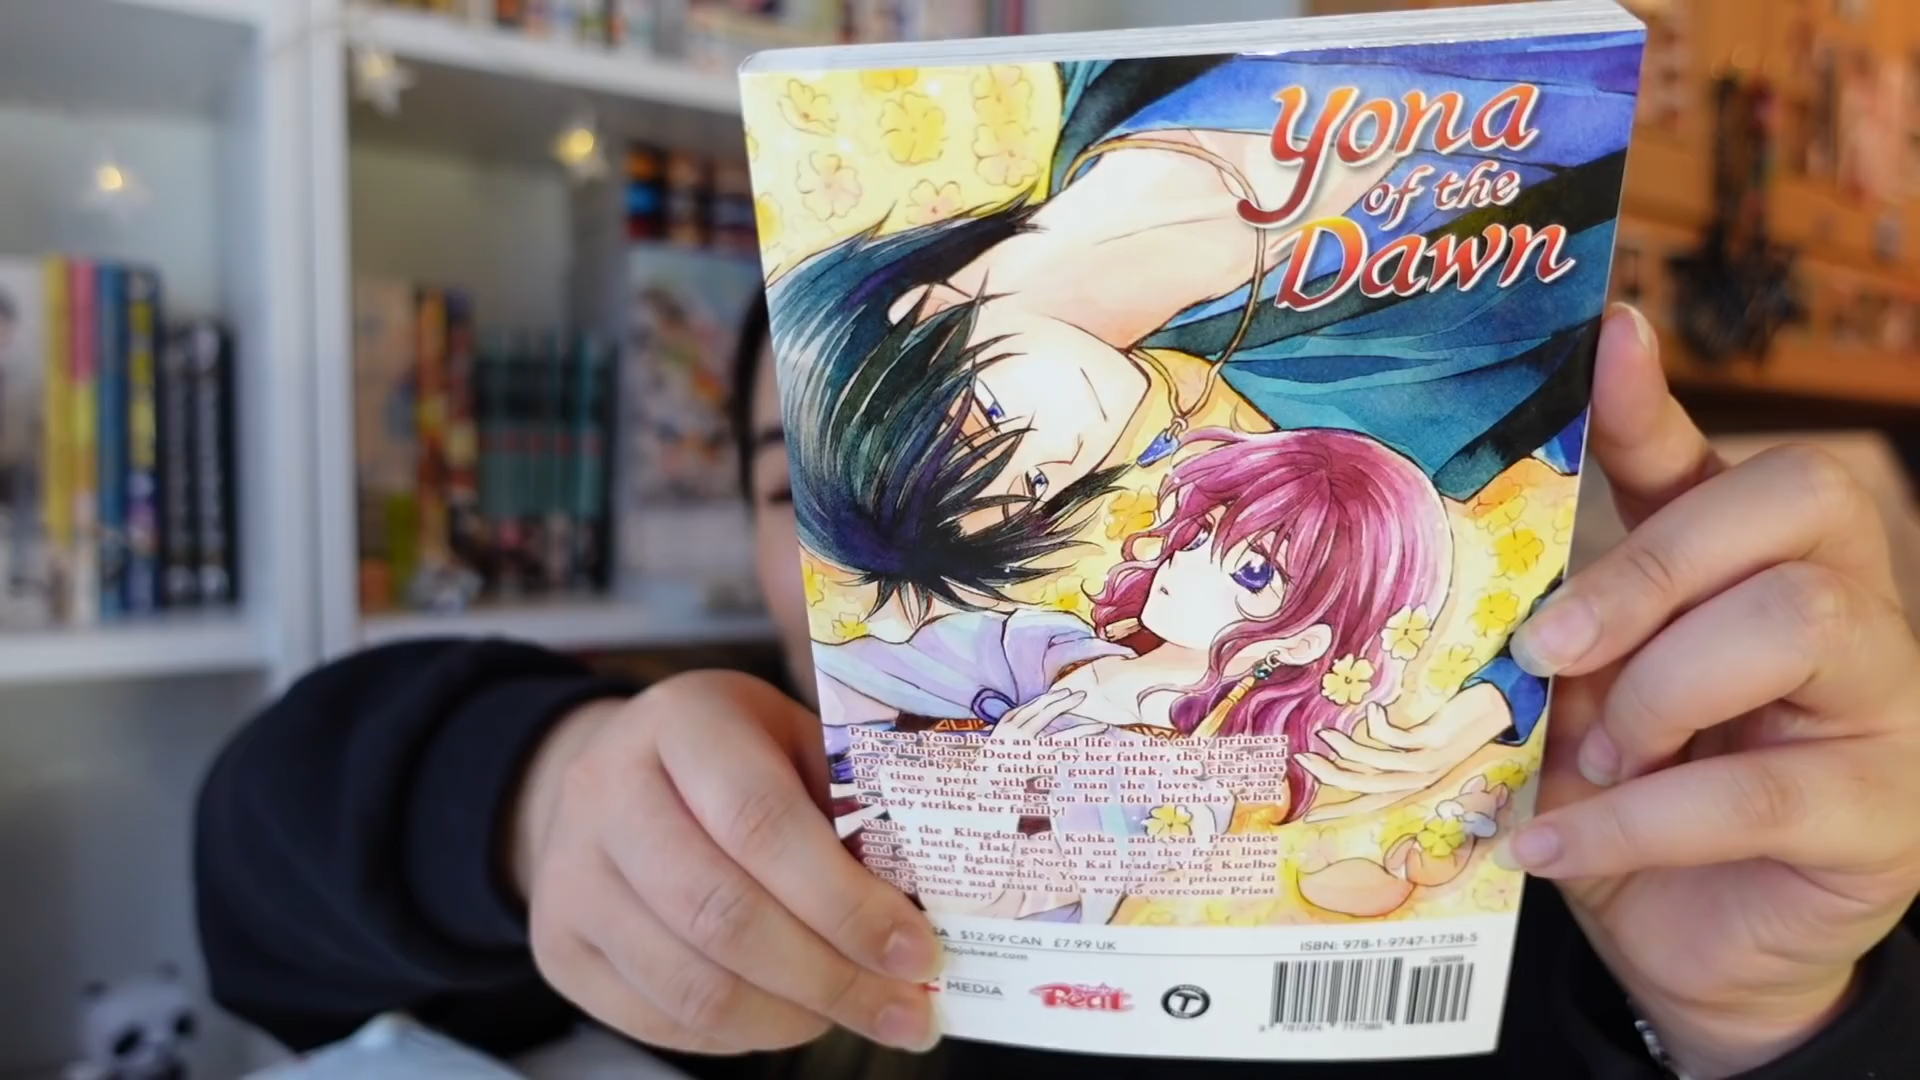 Yona
of the
Dawn
Princess Yona lives an ideal life as the only princess
of her kingdom. Doted on by her father, the king, and
protected by her faithful guard Hak, she cherishes
the time spent with the man she loves, Su-won.
But everything changes on her 16th birthday when
tragedy strikes her family!
While the Kingdom of Kohka and Sen Province
armies battle, Hak goes all out on the front lines
and ends up fighting North Kai leader Ying Kuelbo
one-on-one! Meanwhile, Yona remains a prisoner in
Province and must find a way to overcome Priest
treachery!
$12.99 CAN £7.99 UK
ISBN: 978-1-9747-1738-5
hojobeat.com
MEDIA
Beat
T